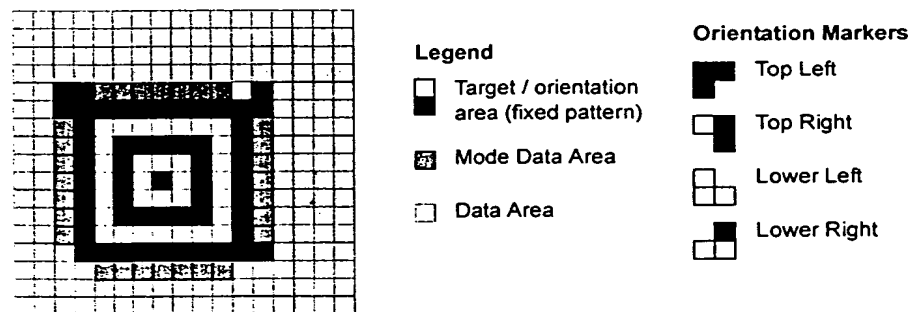 Legend
Target / orientation
area (fixed pattern)
Mode Data Area
Data Area
Orientation Markers
Top Left
Top Right
Lower Left
Lower Right